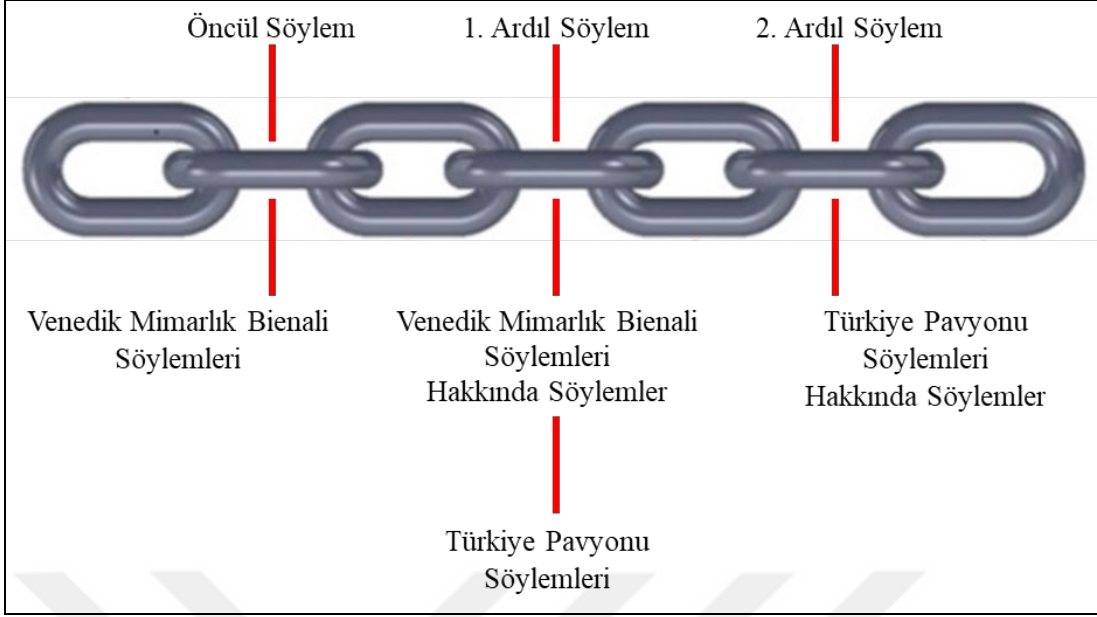 Öncül Söylem
1. Ardıl Söylem
2. Ardıl Söylem
Venedik Mimarlık Bienali
Söylemleri
Venedik Mimarlık Bienali
Söylemleri
Hakkında Söylemler
Türkiye Pavyonu
Söylemleri
Hakkında Söylemler
Türkiye Pavyonu
Söylemleri